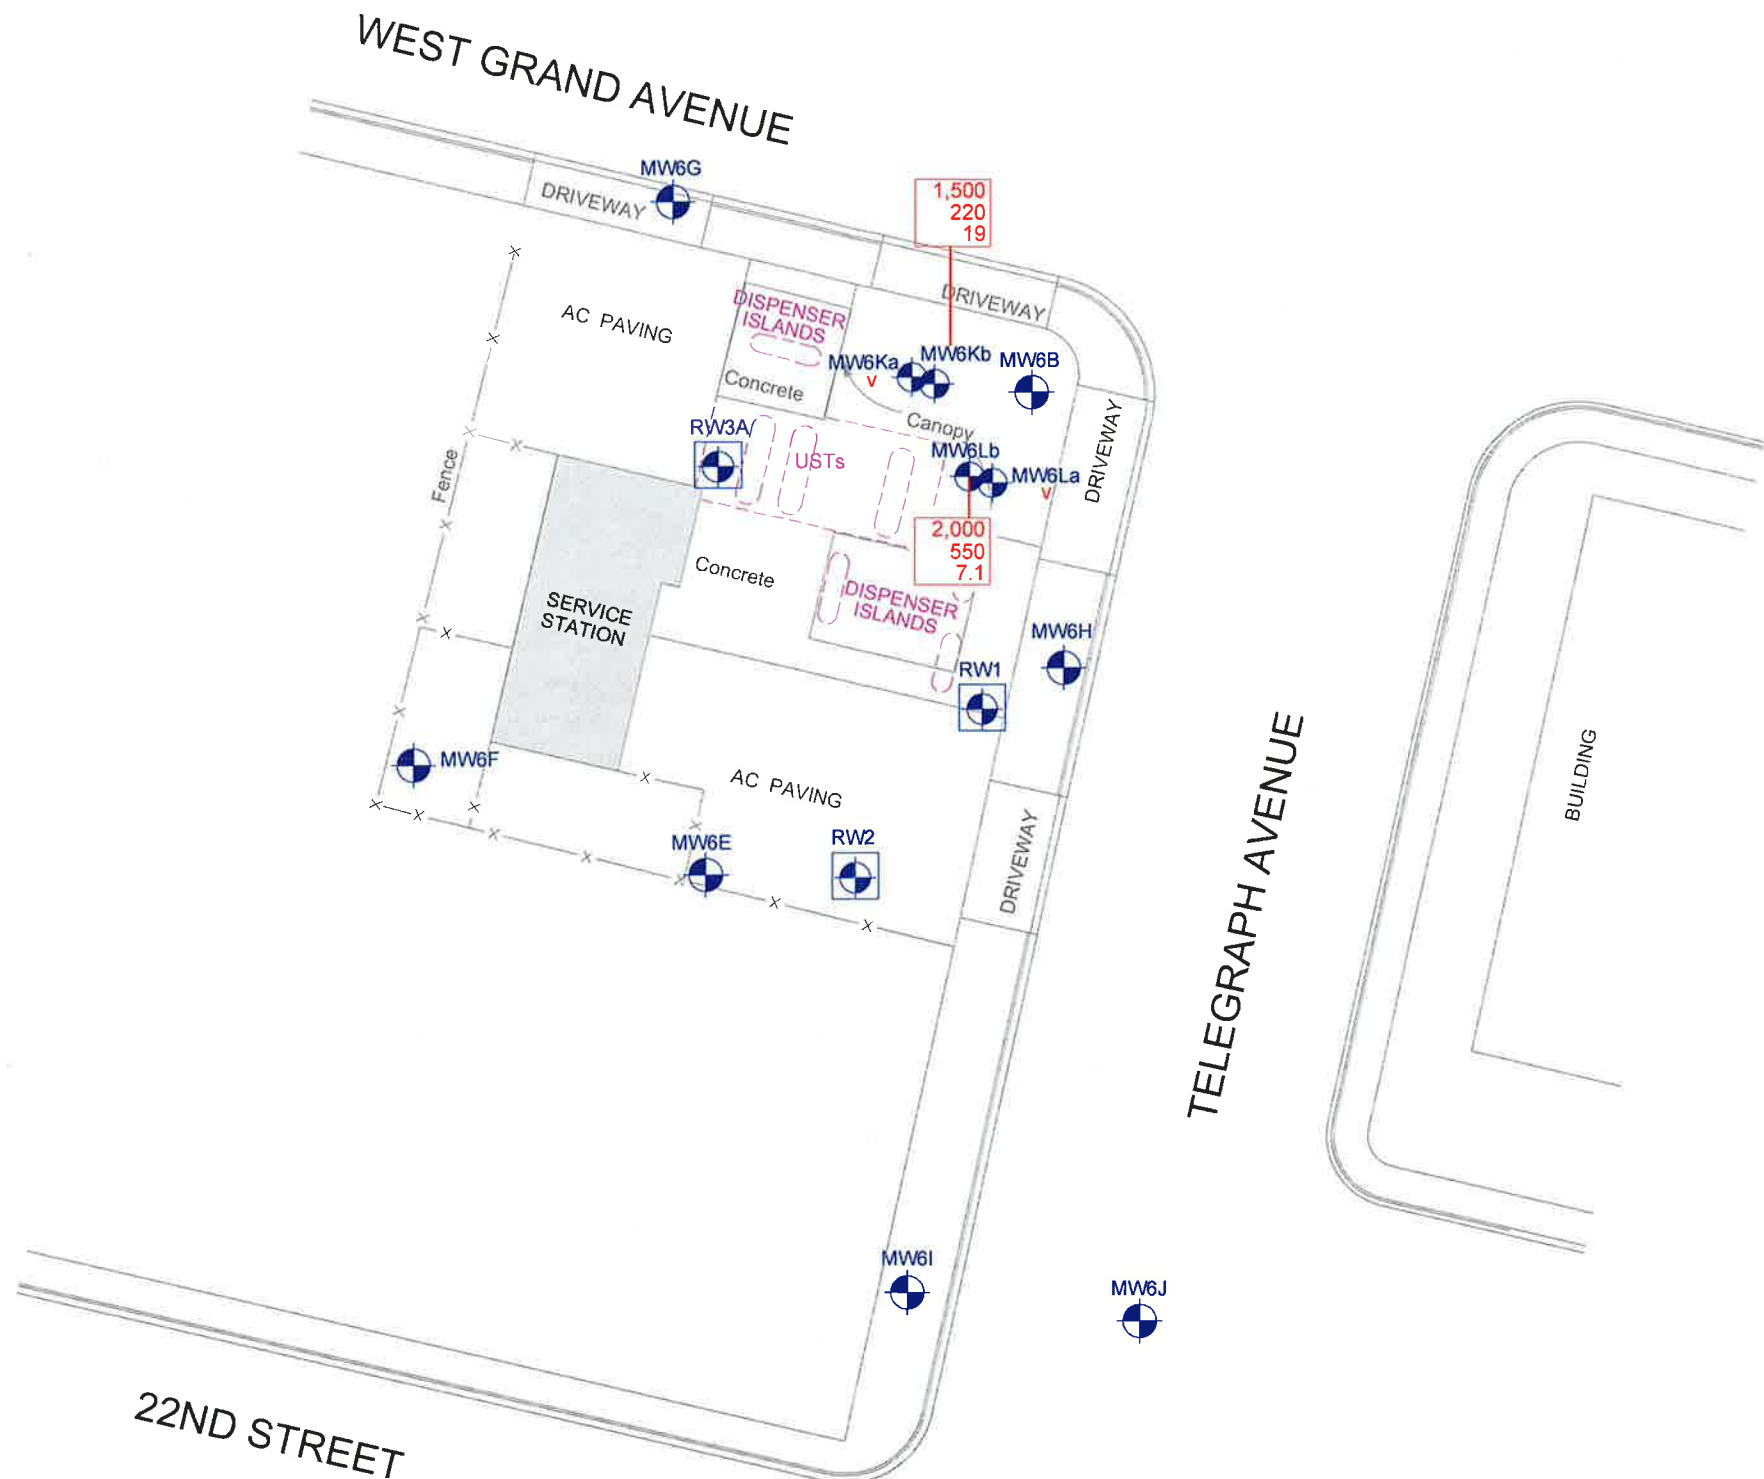 WEST GRAND AVENUE
MW6G
DRIVEWAY
1,500
220
19
DRIVEWAY
AC PAVING
DISPENSER
ISLANDS
MW6Ka
v
MW6Kb
MW6B
Concrete
Canopy
DRIVEWAY
RW3A
USTs
MW6Lb
MW6La
v
Fence
2,000
550
7.1
Concrete
DISPENSER
ISLANDS
SERVICE
STATION
MW6H
RW1
MW6F
AC PAVING
BUILDING
TELEGRAPH AVENUE
MW6E
RW2
DRIVEWAY
MW6I
MW6J
22ND STREET